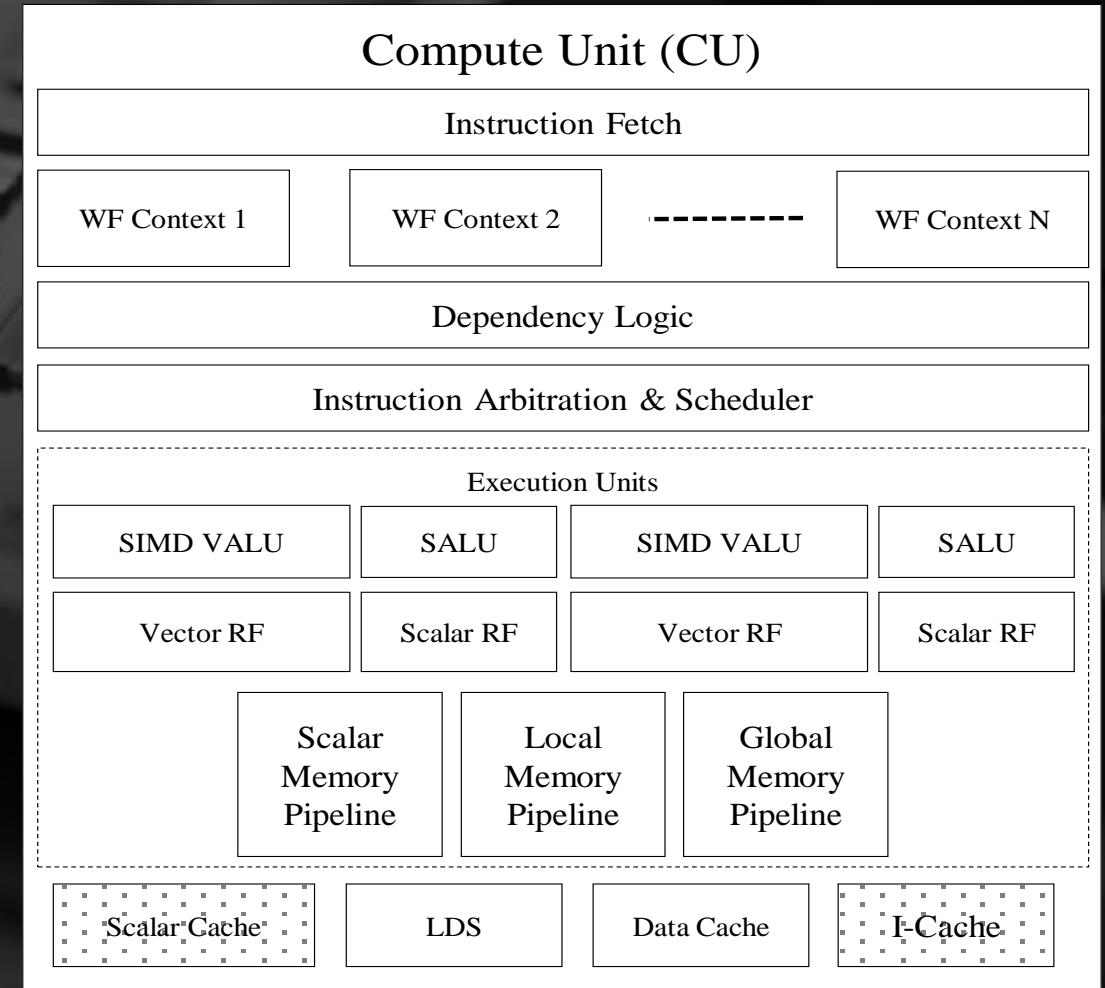 Compute Unit (CU)
Instruction Fetch
WF Context 1
WF Context 2
WF Context N
Dependency Logic
Instruction Arbitration & Scheduler
Execution Units
SIMD VALU
SALU
SIMD VALU
SALU
Vector RF
Scalar RF
Vector RF
Scalar RF
Scalar
Memory
Pipeline
Local
Memory
Pipeline
Global
Memory
Pipeline
Scalar Cache
LDS
Data Cache
I-Cache